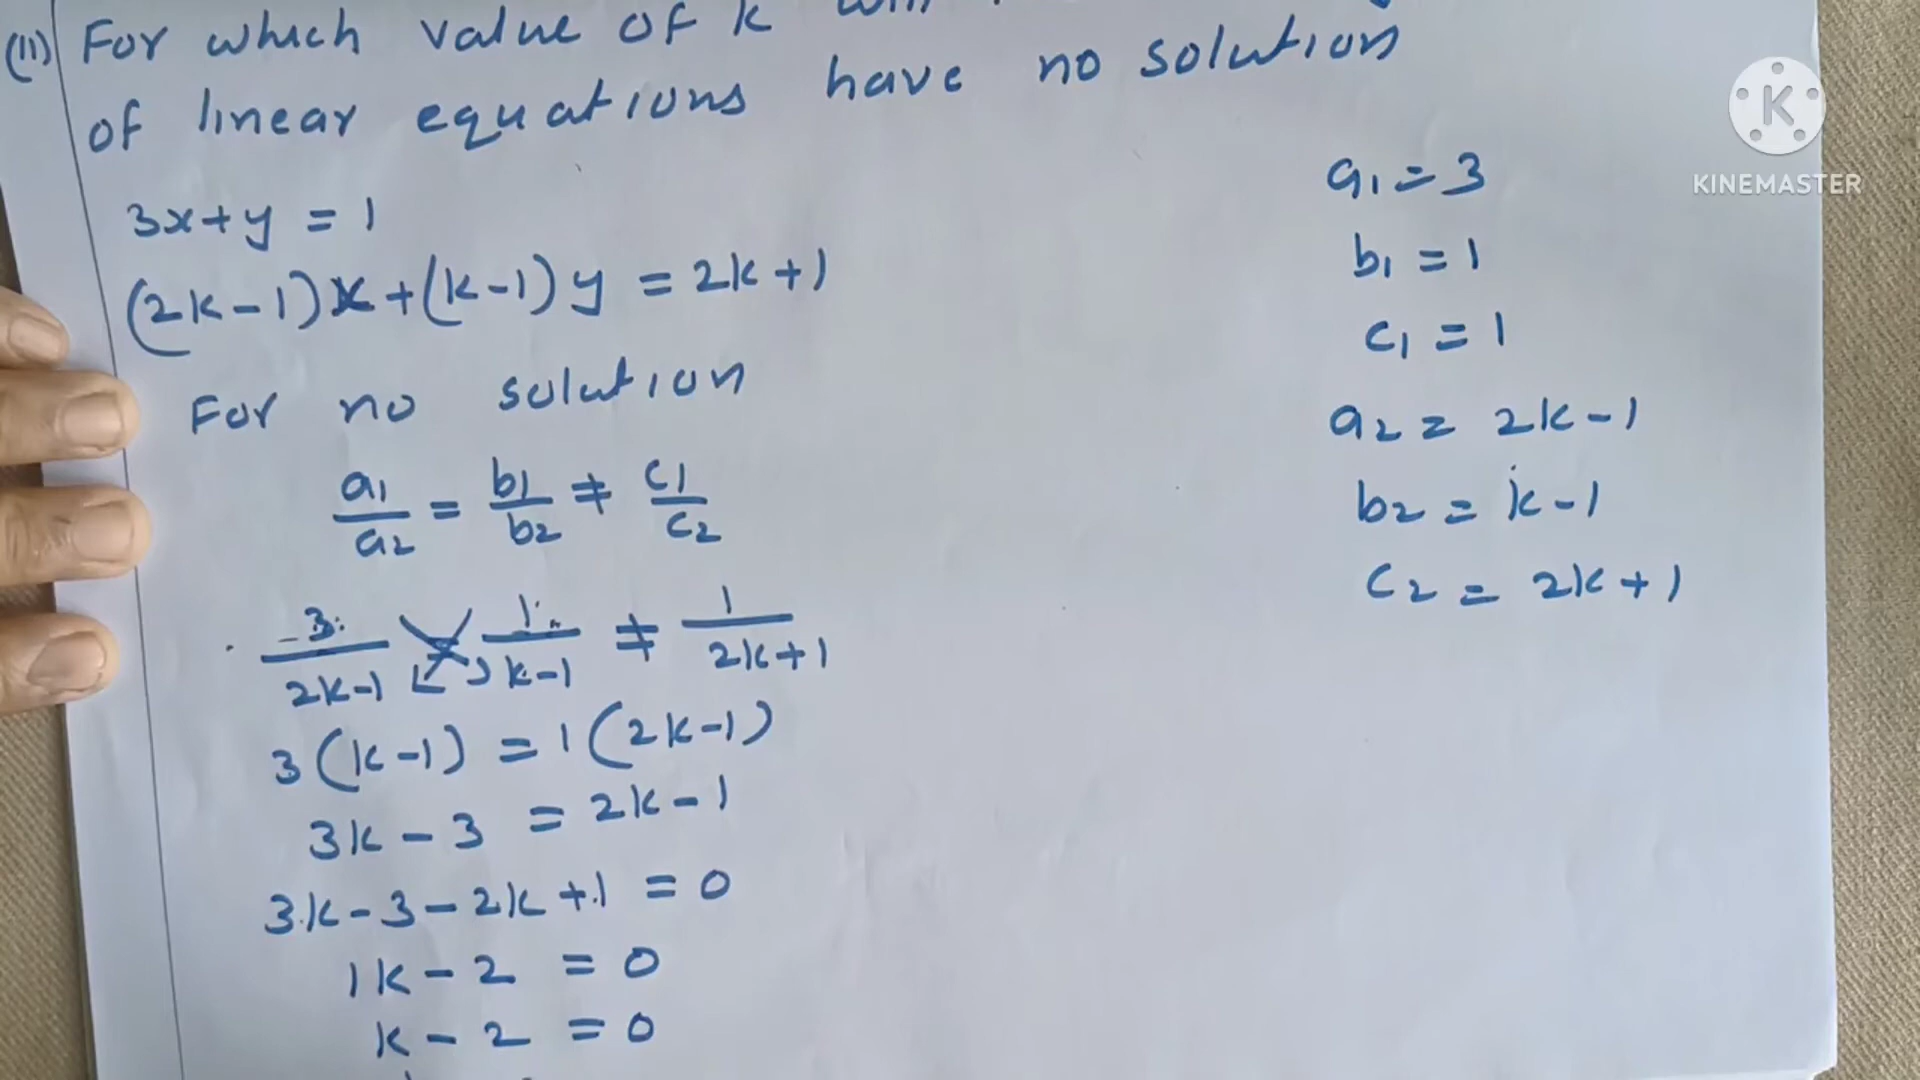 (11) For which value of k will
of linear equations have no solution
3x+y = 1
(2k-1)x+(k-1)y = 2k+1
For no solution
a1/a2 = b1/b2 ≠ c1/c2
3/2k-1 = 1/k-1 ≠ 1/2k+1
3(k-1) = 1(2k-1)
3k-3 = 2k-1
3k-3-2k+1 = 0
1k-2 = 0
k-2 = 0
a1 = 3
b1 = 1
c1 = 1
a2 = 2k-1
b2 = k-1
c2 = 2k+1
K
KINEMASTER